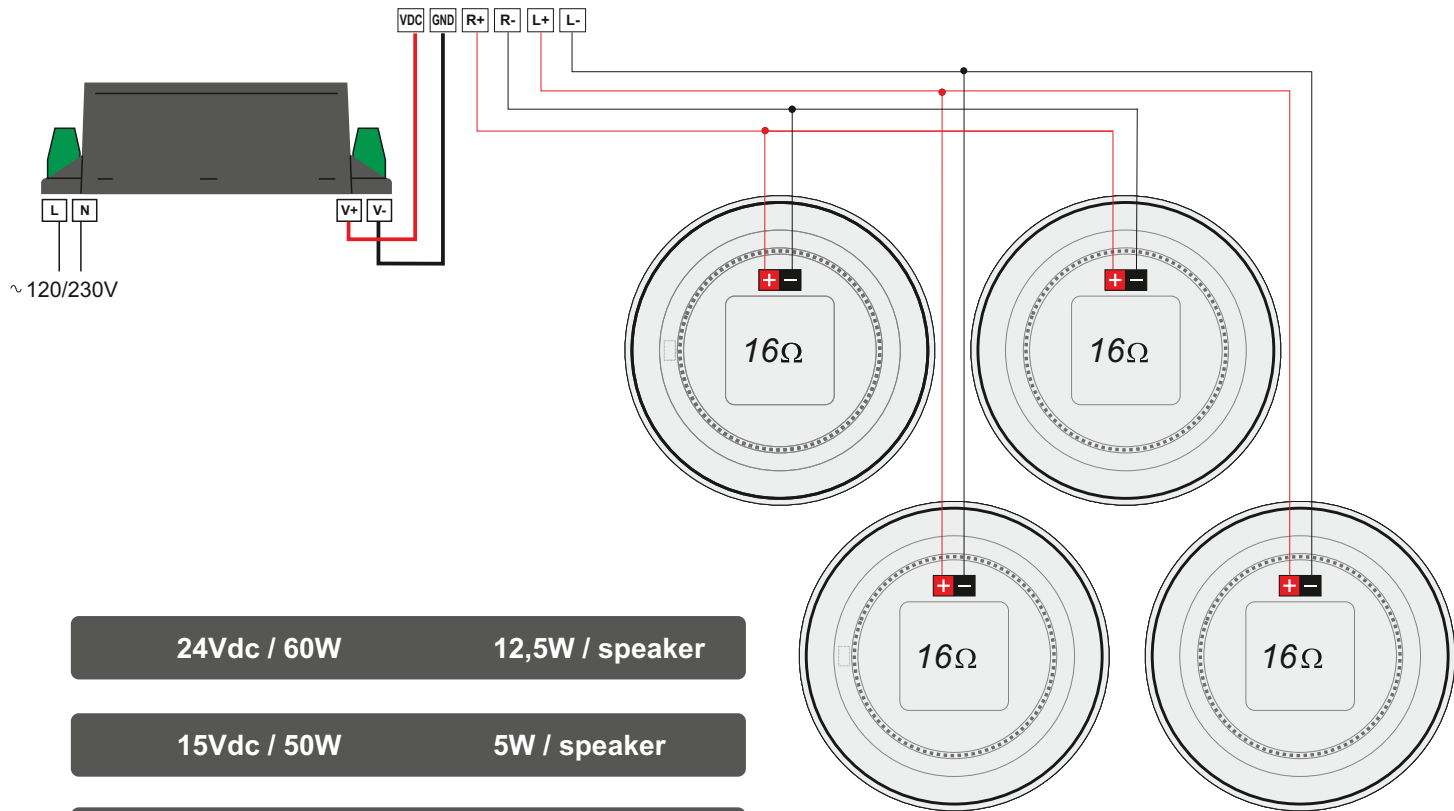 VDC GND R+ R- L+ L-
L N V+ V-
~ 120/230V
+ − + −
16Ω 16Ω
+ − + −
16Ω 16Ω
24Vdc / 60W 12,5W / speaker
15Vdc / 50W 5W / speaker